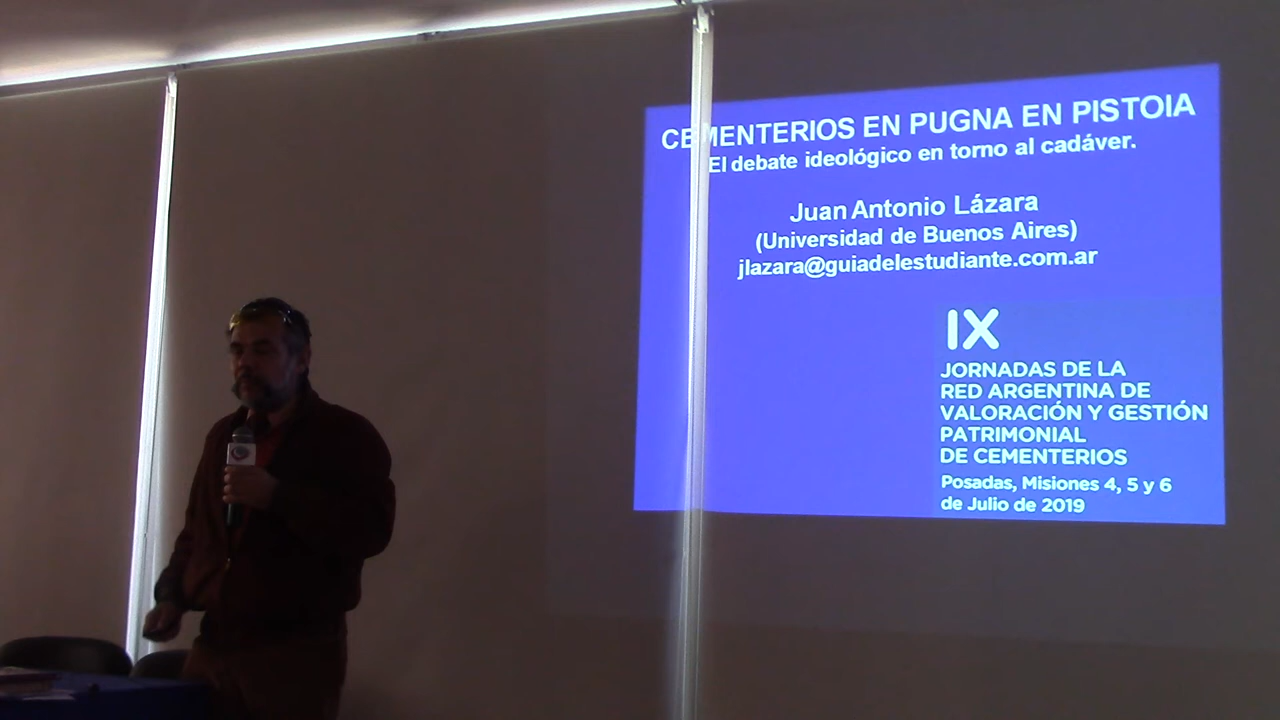 CEMENTERIOS EN PUGNA EN PISTOIA
El debate ideológico en torno al cadáver.
Juan Antonio Lázara
(Universidad de Buenos Aires)
jlazara@guiadelestudiante.com.ar
IX
JORNADAS DE LA
RED ARGENTINA DE
VALORACIÓN Y GESTIÓN
PATRIMONIAL
DE CEMENTERIOS
Posadas, Misiones 4, 5 y 6
de Julio de 2019